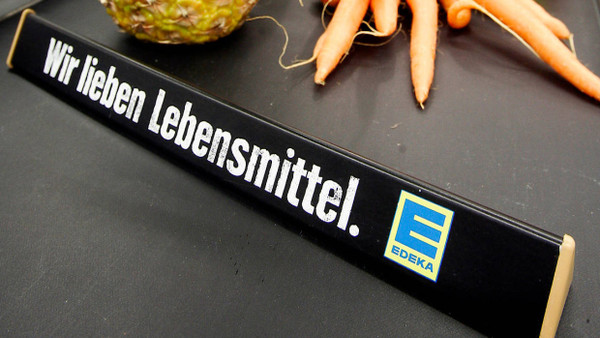 Wir lieben Lebensmittel.
E
EDEKA